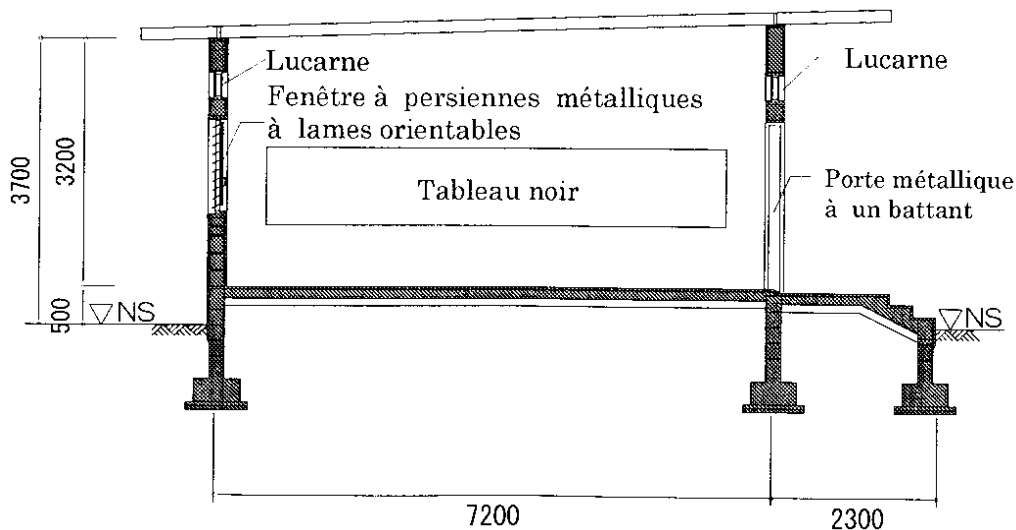 Lucarne
Lucarne
Fenêtre à persiennes métalliques
à lames orientables
Tableau noir
Porte métallique
à un battant
3700
3200
500
NS
NS
7200
2300